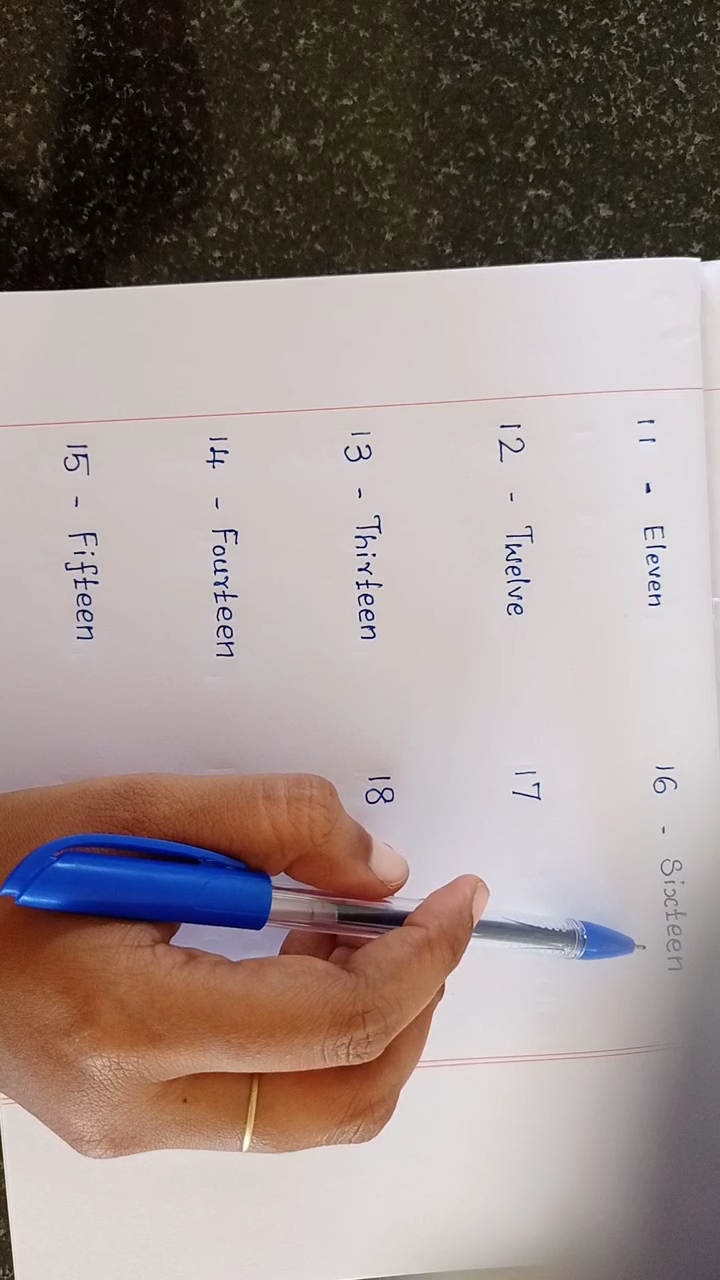 11 - Eleven
12 - Twelve
13 - Thirteen
14 - Fourteen
15 - Fifteen
16 - Sixteen
17
18